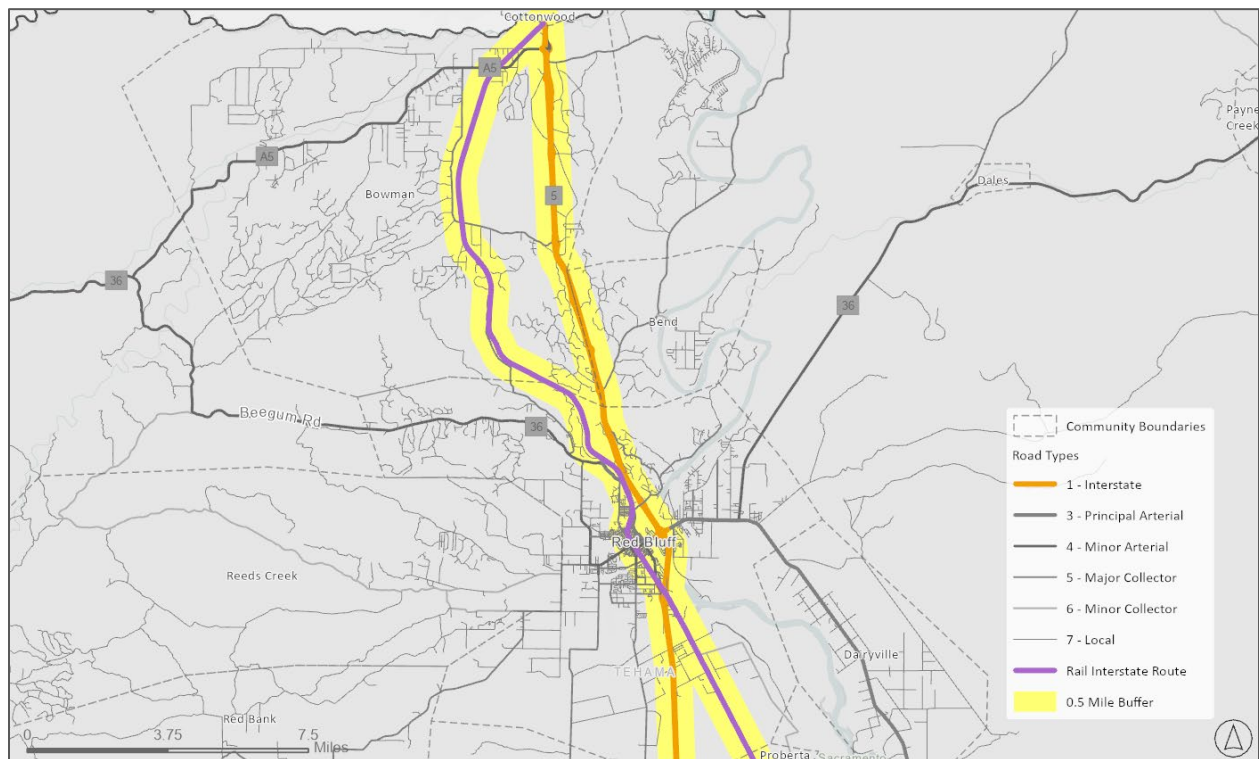 Cottonwood
A5
Payne
Creek
A5
Dales
Bowman
5
36
36
Bend
Beegum Rd
36
Red Bluff
Reeds Creek
TEHAMA
Dairyville
Red Bank
Proberta
Sacramento
0 3.75 7.5
Miles
Community Boundaries
Road Types
1 - Interstate
3 - Principal Arterial
4 - Minor Arterial
5 - Major Collector
6 - Minor Collector
7 - Local
Rail Interstate Route
0.5 Mile Buffer